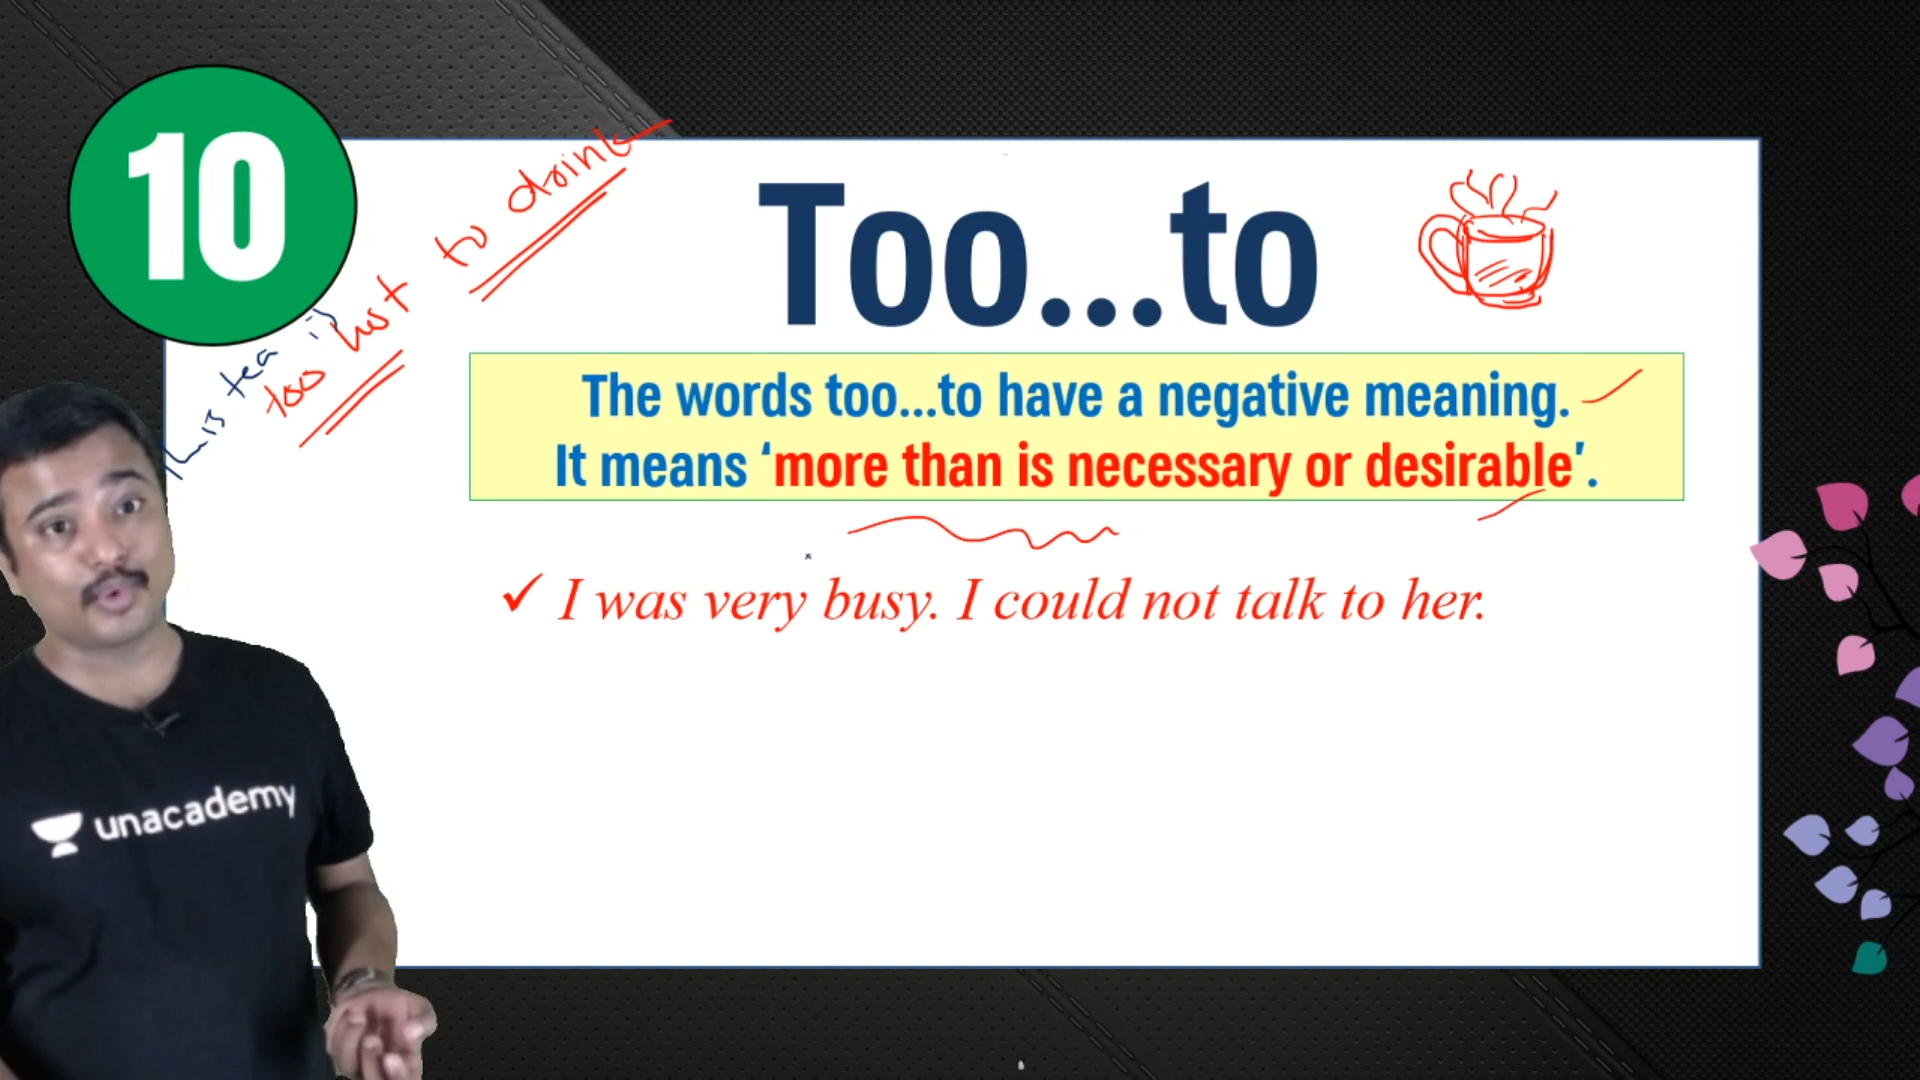 10
Too...to
This tea is
too hot to drink
The words too...to have a negative meaning.
It means ‘more than is necessary or desirable’.
✓ I was very busy. I could not talk to her.
unacademy